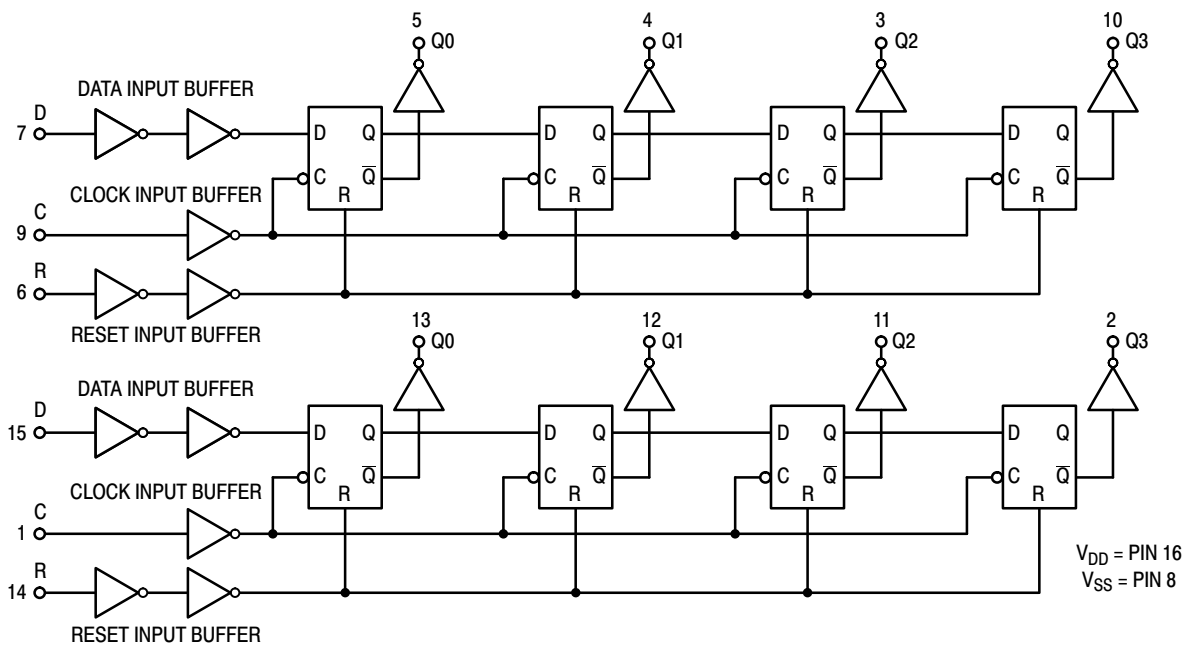 5 4 3 10
Q0 Q1 Q2 Q3
DATA INPUT BUFFER
D
7
D Q D Q D Q D Q
C Q̅ C Q̅ C Q̅ C Q̅
R R R R
CLOCK INPUT BUFFER
C
9
R
6
RESET INPUT BUFFER
13 12 11 2
Q0 Q1 Q2 Q3
DATA INPUT BUFFER
D
15
D Q D Q D Q D Q
C Q̅ C Q̅ C Q̅ C Q̅
R R R R
CLOCK INPUT BUFFER
C
1
R
14
RESET INPUT BUFFER
VDD = PIN 16
VSS = PIN 8